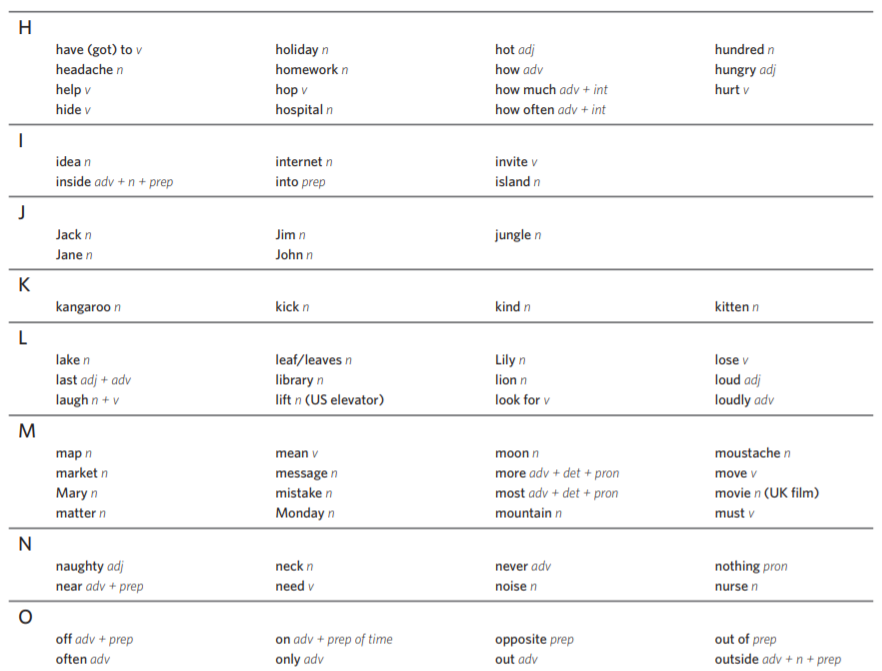 H
have (got) to v
headache n
help v
hide v
holiday n
homework n
hop v
hospital n
hot adj
how adv
how much adv + int
how often adv + int
hundred n
hungry adj
hurt v
I
idea n
inside adv + n + prep
internet n
into prep
invite v
island n
J
Jack n
Jane n
Jim n
John n
jungle n
K
kangaroo n
kick n
kind n
kitten n
L
lake n
last adj + adv
laugh n + v
leaf/leaves n
library n
lift n (US elevator)
Lily n
lion n
look for v
lose v
loud adj
loudly adv
M
map n
market n
Mary n
matter n
mean v
message n
mistake n
Monday n
moon n
more adv + det + pron
most adv + det + pron
mountain n
moustache n
move v
movie n (UK film)
must v
N
naughty adj
near adv + prep
neck n
need v
never adv
noise n
nothing pron
nurse n
O
off adv + prep
often adv
on adv + prep of time
only adv
opposite prep
out adv
out of prep
outside adv + n + prep